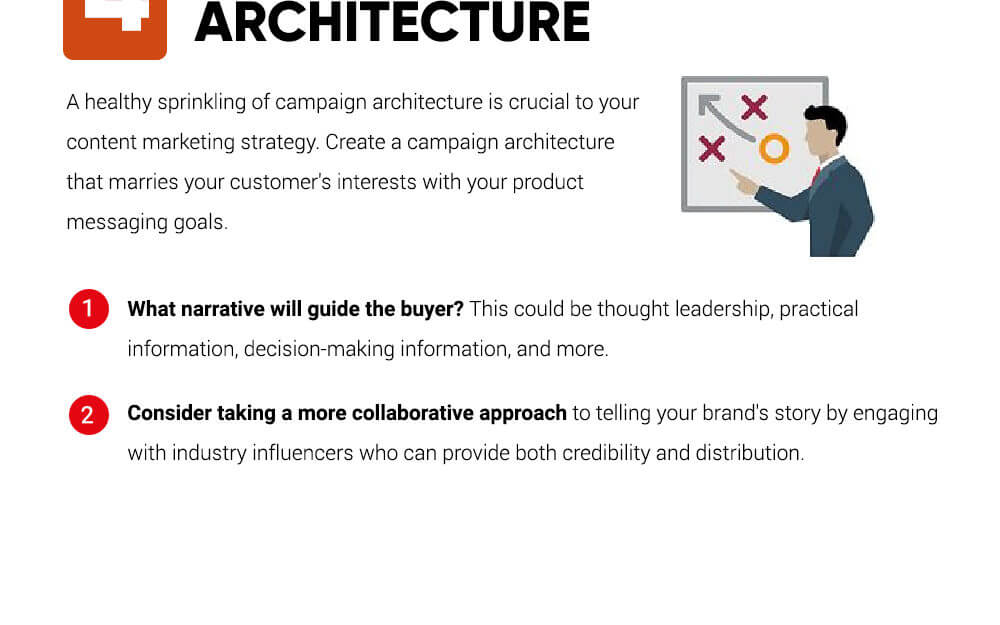 4
ARCHITECTURE
A healthy sprinkling of campaign architecture is crucial to your
content marketing strategy. Create a campaign architecture
that marries your customer's interests with your product
messaging goals.
1 What narrative will guide the buyer? This could be thought leadership, practical
information, decision-making information, and more.
2 Consider taking a more collaborative approach to telling your brand's story by engaging
with industry influencers who can provide both credibility and distribution.